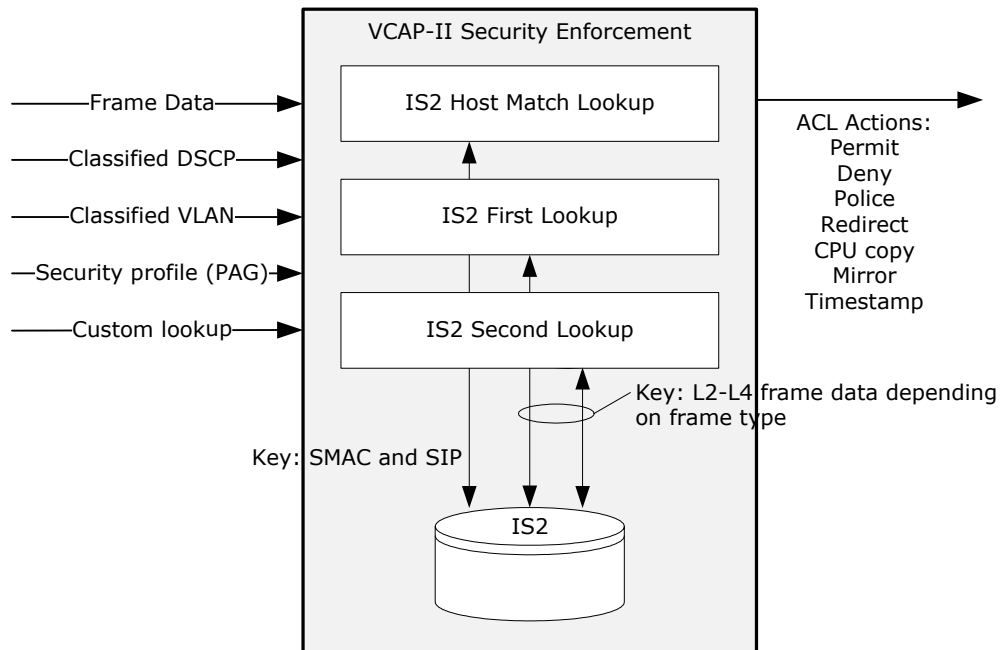 VCAP-II Security Enforcement
IS2 Host Match Lookup
IS2 First Lookup
IS2 Second Lookup
Frame Data
Classified DSCP
Classified VLAN
Security profile (PAG)
Custom lookup
ACL Actions:
Permit
Deny
Police
Redirect
CPU copy
Mirror
Timestamp
Key: L2-L4 frame data depending
on frame type
Key: SMAC and SIP
IS2